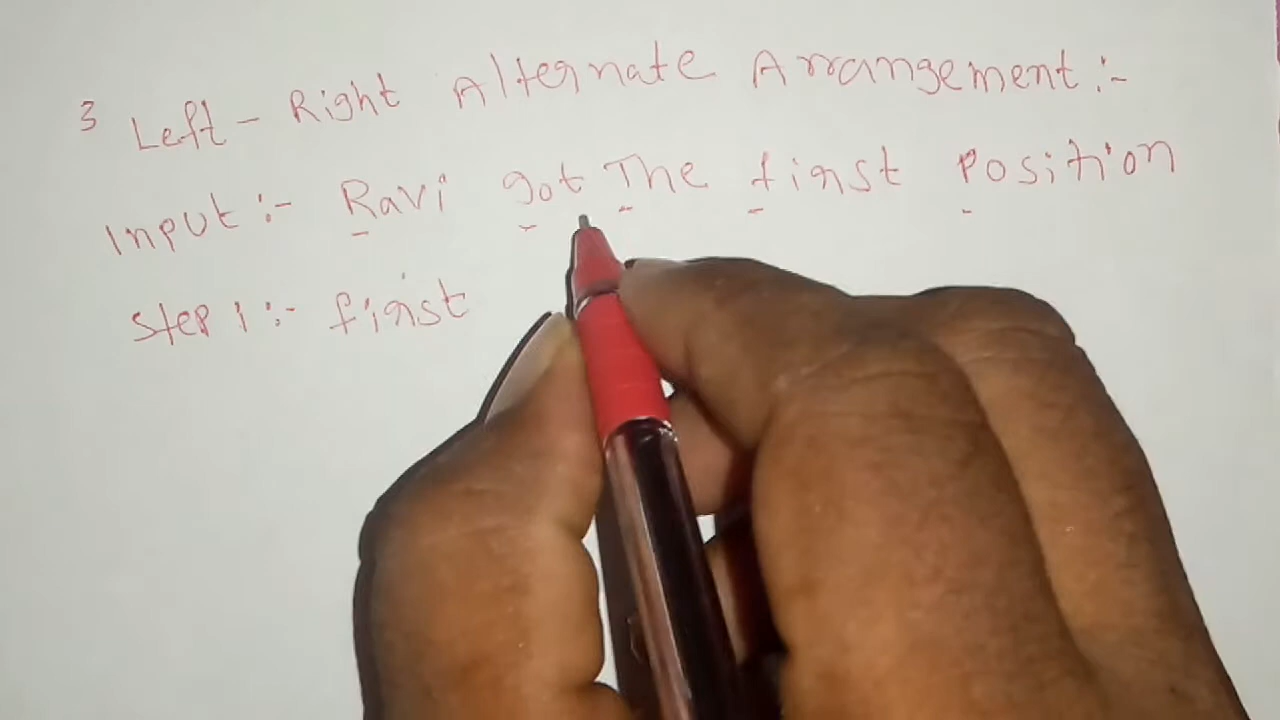 3 Left - Right Alternate Arrangement :-
Input :- Ravi got The first Position
Step 1 :- first